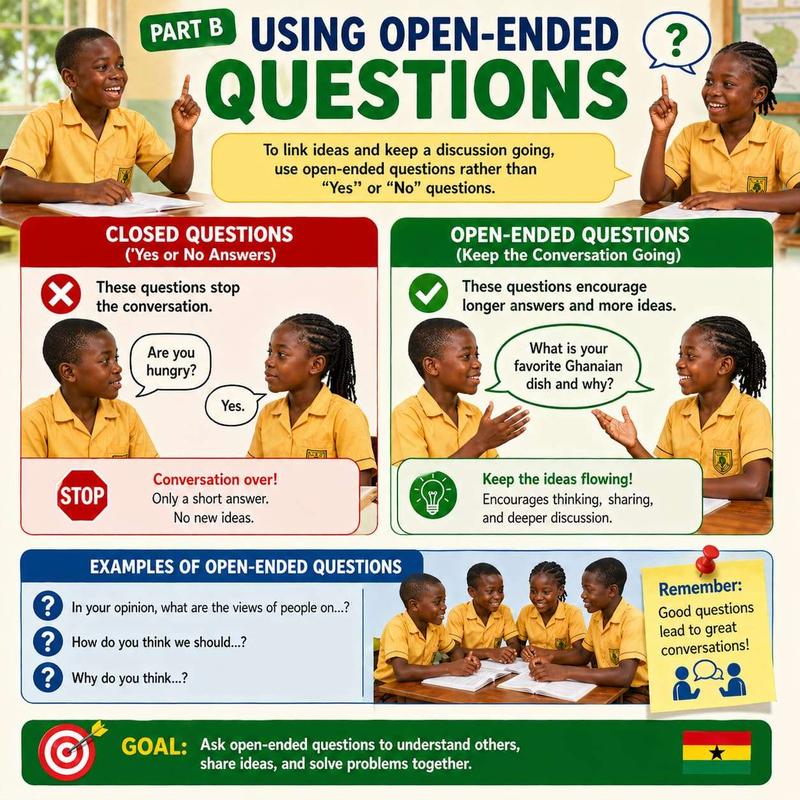 PART B
USING OPEN-ENDED
QUESTIONS
?
To link ideas and keep a discussion going,
use open-ended questions rather than
“Yes” or “No” questions.
CLOSED QUESTIONS
("Yes or No Answers)
These questions stop
the conversation.
Are you
hungry?
Yes.
STOP
Conversation over!
Only a short answer.
No new ideas.
OPEN-ENDED QUESTIONS
(Keep the Conversation Going)
These questions encourage
longer answers and more ideas.
What is your
favorite Ghanaian
dish and why?
Keep the ideas flowing!
Encourages thinking, sharing,
and deeper discussion.
EXAMPLES OF OPEN-ENDED QUESTIONS
? In your opinion, what are the views of people on...?
? How do you think we should...?
? Why do you think...?
Remember:
Good questions
lead to great
conversations!
GOAL: Ask open-ended questions to understand others,
share ideas, and solve problems together.